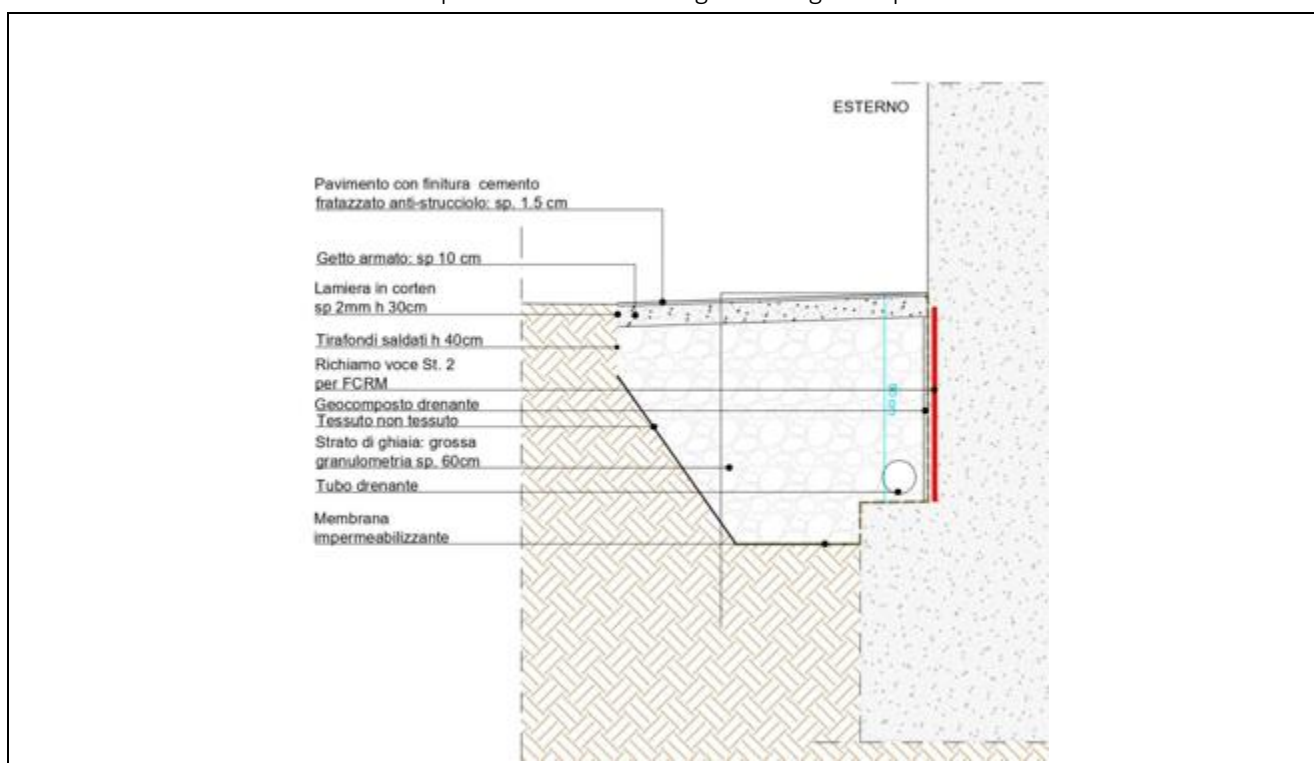 ESTERNO
Pavimento con finitura cemento
fratazzato anti-strucciolo: sp. 1.5 cm
Getto armato: sp 10 cm
Lamiera in corten
sp 2mm h 30cm
Tirafondi saldati h 40cm
Richiamo voce St. 2
per FCRM
Geocomposto drenante
Tessuto non tessuto
Strato di ghiaia: grossa
granulometria sp. 60cm
Tubo drenante
Membrana
impermeabilizzante